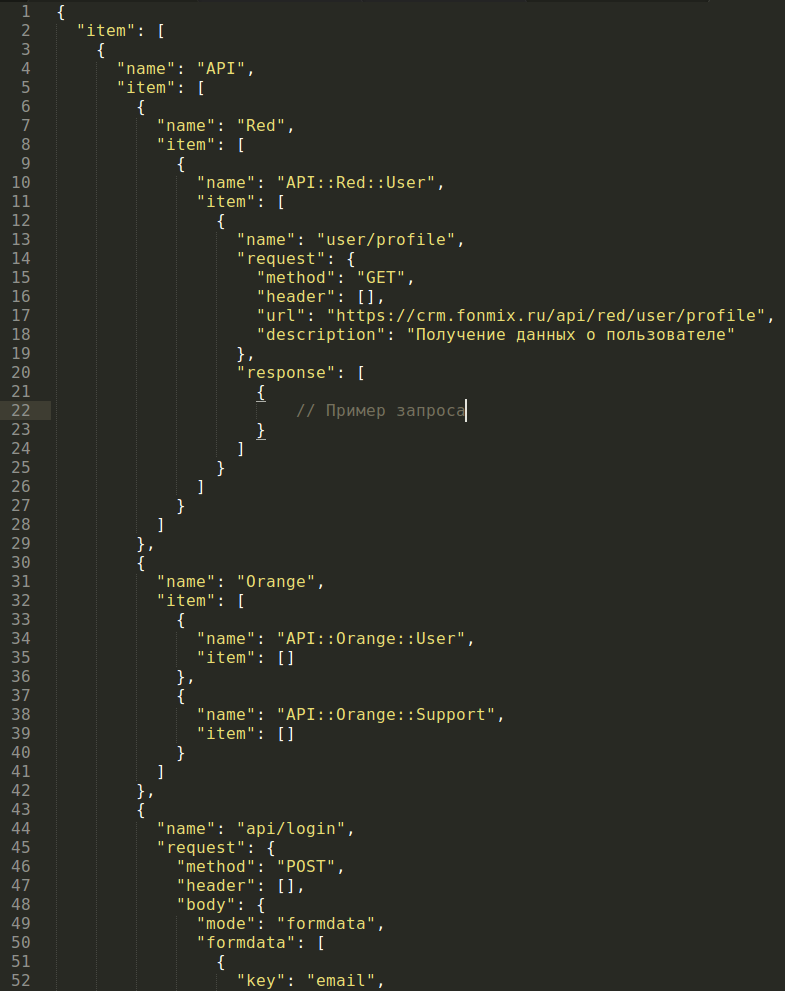 1 {
2 "item": [
3 {
4 "name": "API",
5 "item": [
6 {
7 "name": "Red",
8 "item": [
9 {
10 "name": "API::Red::User",
11 "item": [
12 {
13 "name": "user/profile",
14 "request": {
15 "method": "GET",
16 "header": [],
17 "url": "https://crm.fonmix.ru/api/red/user/profile",
18 "description": "Получение данных о пользователе"
19 },
20 "response": [
21 {
22 // Пример запроса
23 }
24 ]
25 }
26 ]
27 }
28 ]
29 },
30 {
31 "name": "Orange",
32 "item": [
33 {
34 "name": "API::Orange::User",
35 "item": []
36 },
37 {
38 "name": "API::Orange::Support",
39 "item": []
40 }
41 ]
42 },
43 {
44 "name": "api/login",
45 "request": {
46 "method": "POST",
47 "header": [],
48 "body": {
49 "mode": "formdata",
50 "formdata": [
51 {
52 "key": "email",